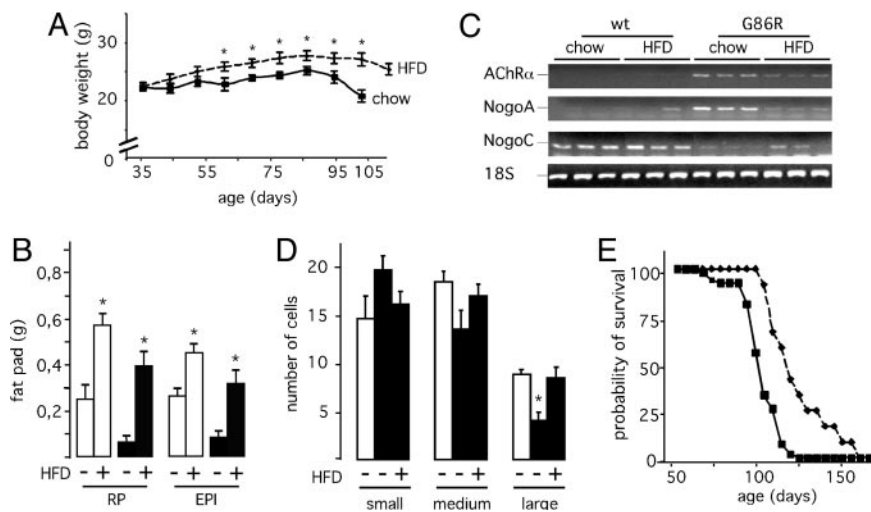 A
body weight (g)
30
20
0
* * * * * *
HFD
chow
35 55 65 75 85 95 105
age (days)
B
fat pad (g)
0,8
0,6
0,4
0,2
* * * *
HFD - + - + - + - +
RP EPI
C
wt G86R
chow HFD chow HFD
AChRα
NogoA
NogoC
18S
D
number of cells
20
15
10
5
*
HFD - - + - - + - - +
small medium large
E
probability of survival
100
75
50
25
0
50 100 150
age (days)